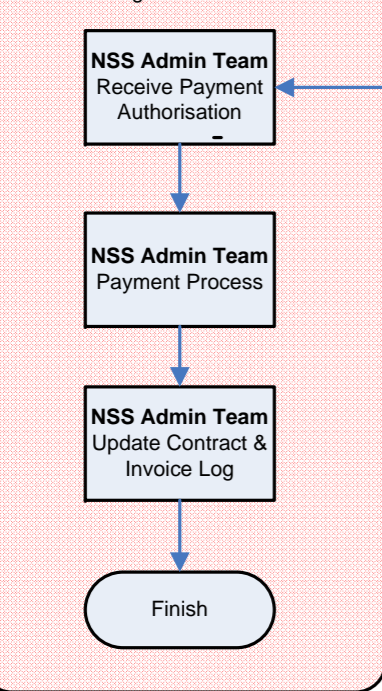 NSS Admin Team
Receive Payment
Authorisation
NSS Admin Team
Payment Process
NSS Admin Team
Update Contract &
Invoice Log
Finish